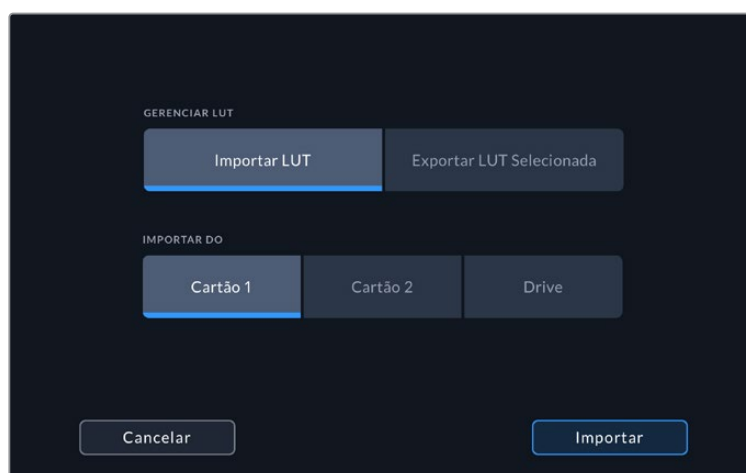 GERENCIAR LUT
Importar LUT Exportar LUT Selecionada
IMPORTAR DO
Cartão 1 Cartão 2 Drive
Cancelar Importar